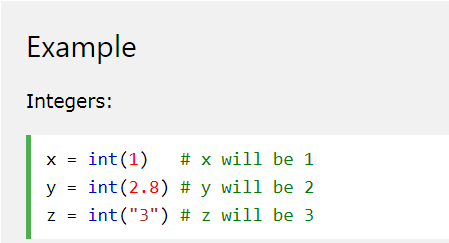 Example
Integers:
x = int(1)   # x will be 1
y = int(2.8) # y will be 2
z = int("3") # z will be 3